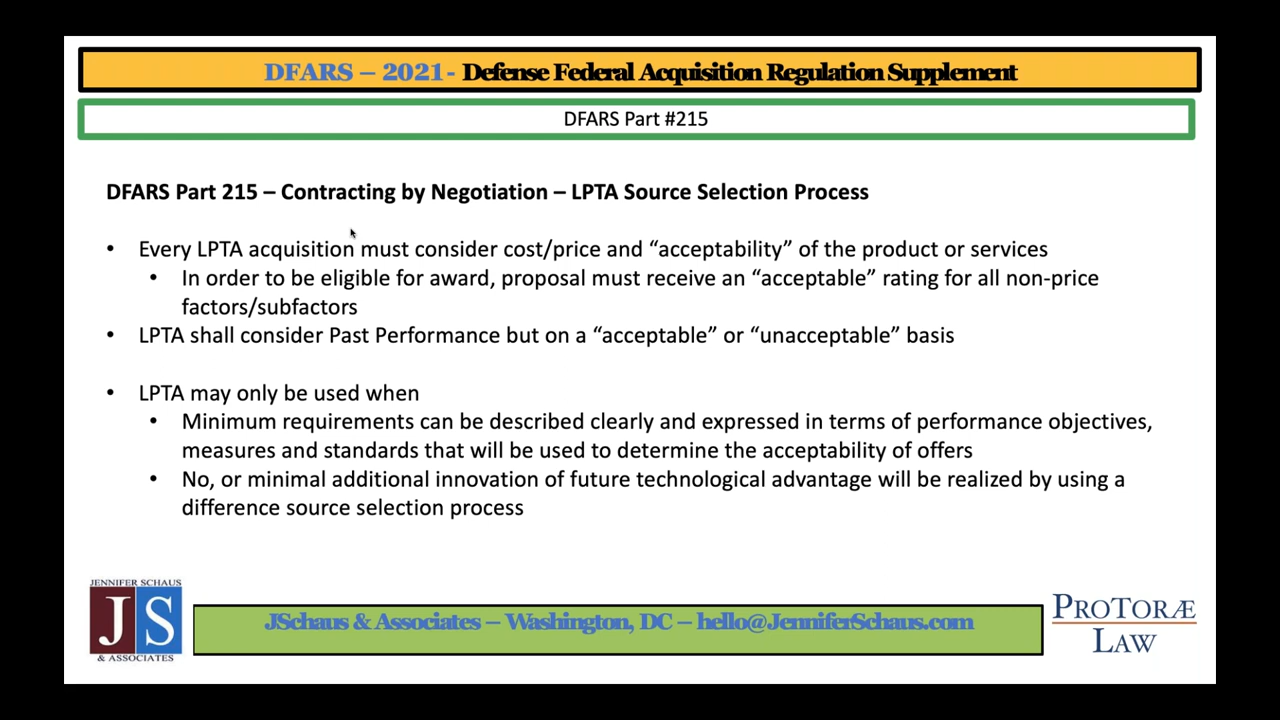 DFARS – 2021 - Defense Federal Acquisition Regulation Supplement
DFARS Part #215
DFARS Part 215 – Contracting by Negotiation – LPTA Source Selection Process
• Every LPTA acquisition must consider cost/price and “acceptability” of the product or services
• In order to be eligible for award, proposal must receive an “acceptable” rating for all non-price
factors/subfactors
• LPTA shall consider Past Performance but on a “acceptable” or “unacceptable” basis
• LPTA may only be used when
• Minimum requirements can be described clearly and expressed in terms of performance objectives,
measures and standards that will be used to determine the acceptability of offers
• No, or minimal additional innovation of future technological advantage will be realized by using a
difference source selection process
JENNIFER SCHAUS
JS
& ASSOCIATES
JSchaus & Associates – Washington, DC – hello@JenniferSchaus.com
PROTORÆ
LAW